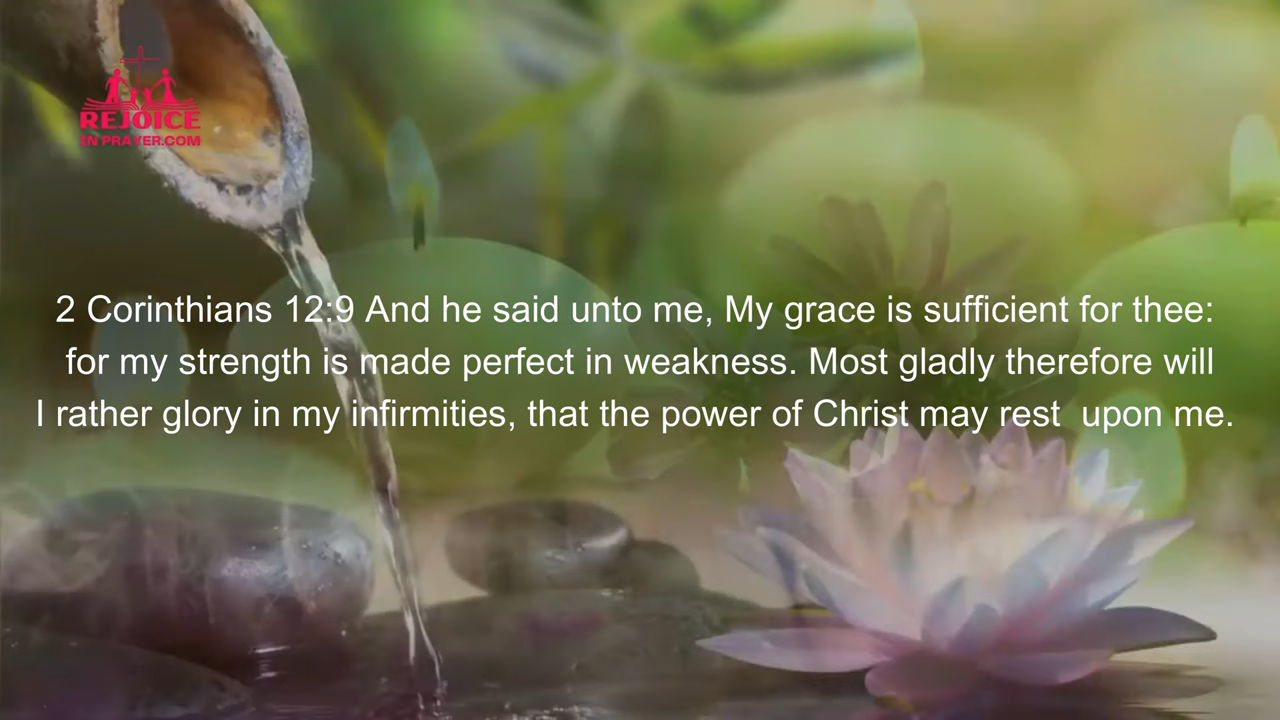 REJOICE
IN PRAYER.COM
2 Corinthians 12:9 And he said unto me, My grace is sufficient for thee:
for my strength is made perfect in weakness. Most gladly therefore will
I rather glory in my infirmities, that the power of Christ may rest  upon me.